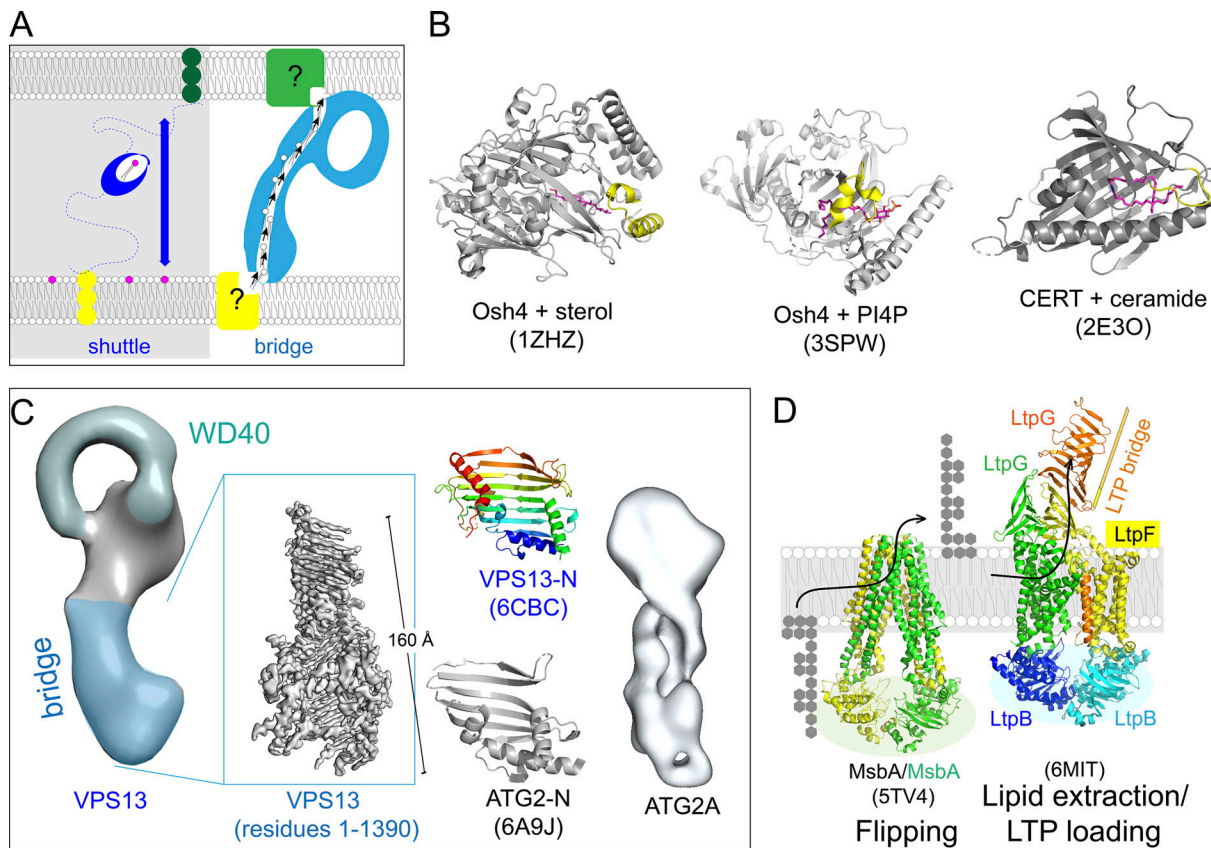 A
?
?
shuttle
bridge
B
Osh4 + sterol
(1ZHZ)
Osh4 + PI4P
(3SPW)
CERT + ceramide
(2E3O)
C
WD40
bridge
VPS13
160 Å
VPS13
(residues 1-1390)
VPS13-N
(6CBC)
ATG2-N
(6A9J)
ATG2A
D
LtpG
LtpG
LTP bridge
LtpF
LtpB
LtpB
MsbA/MsbA
(5TV4)
Flipping
(6MIT)
Lipid extraction/
LTP loading